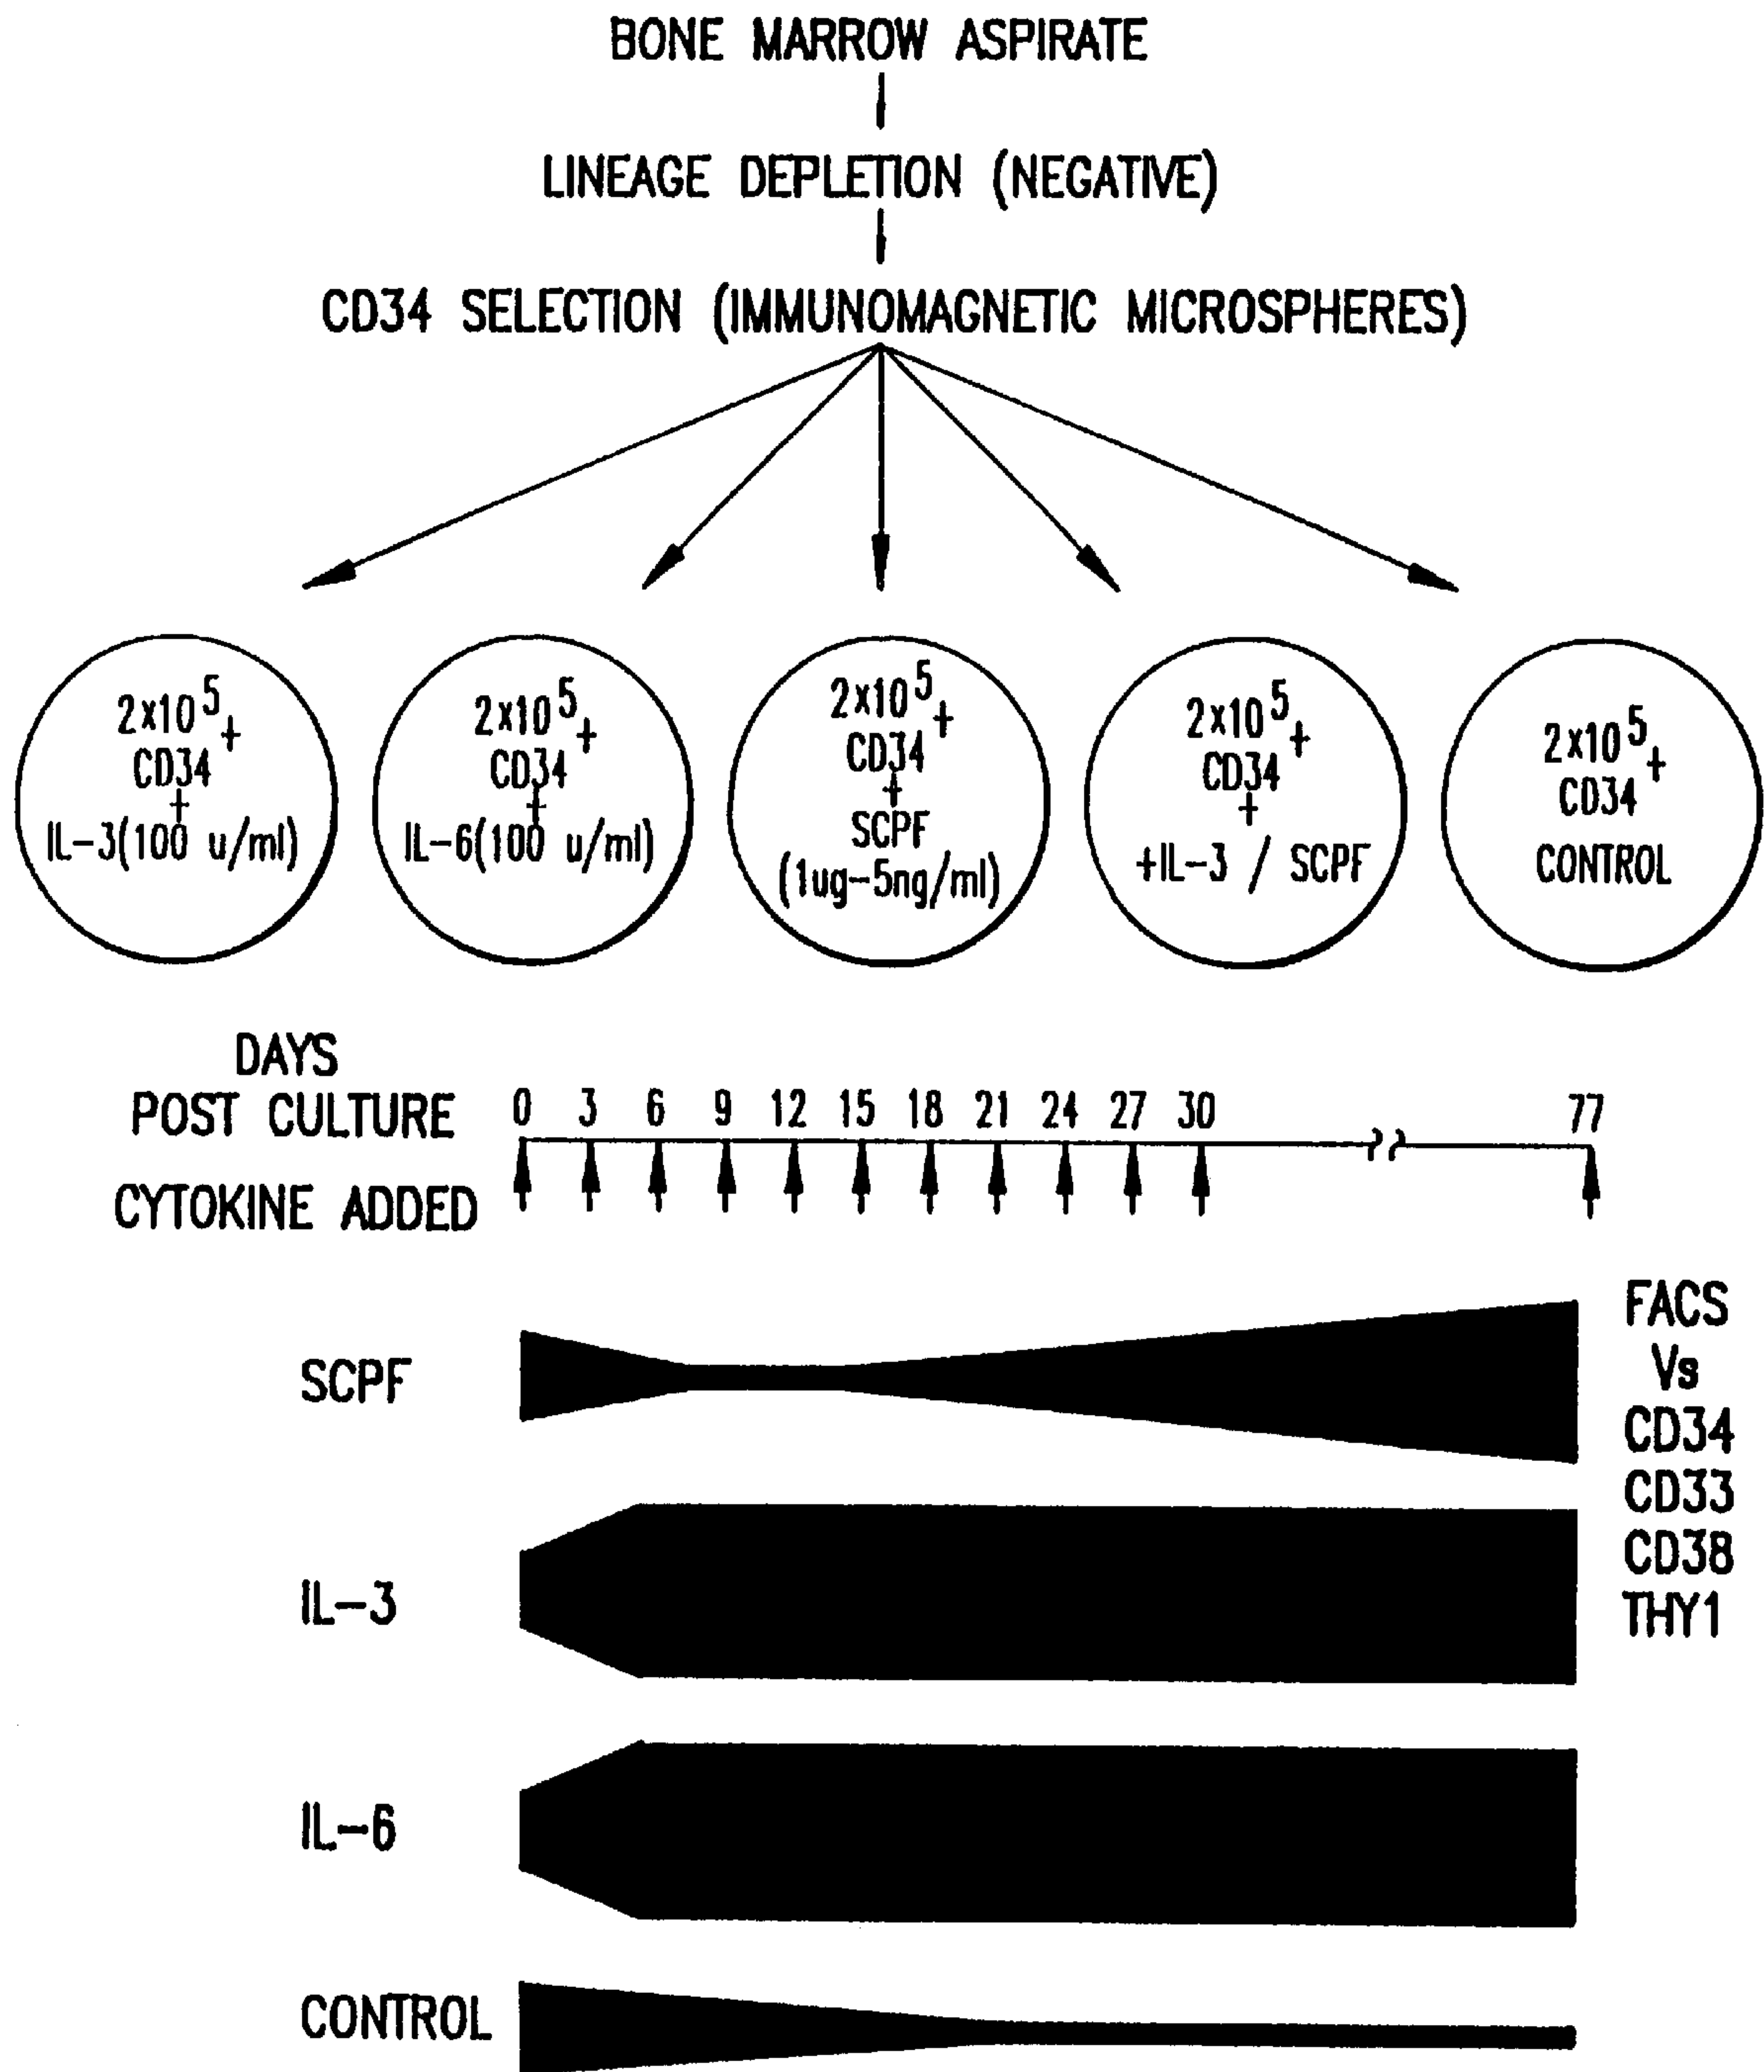 BONE MARROW ASPIRATE
LINEAGE DEPLETION (NEGATIVE)
CD34 SELECTION (IMMUNOMAGNETIC MICROSPHERES)
2x10 5
CD34 +
+
IL-3(100 u/ml)
2x10 5
CD34 +
+
IL-6(100 u/ml)
2x10 5
CD34 +
+
SCPF
(1ug-5ng/ml)
2x10 5
CD34 +
+
+IL-3 / SCPF
2x10 5
CD34 +
CONTROL
DAYS
POST CULTURE 0 3 6 9 12 15 18 21 24 27 30 77
CYTOKINE ADDED
SCPF
IL-3
IL-6
CONTROL
FACS
Vs
CD34
CD33
CD38
THY1